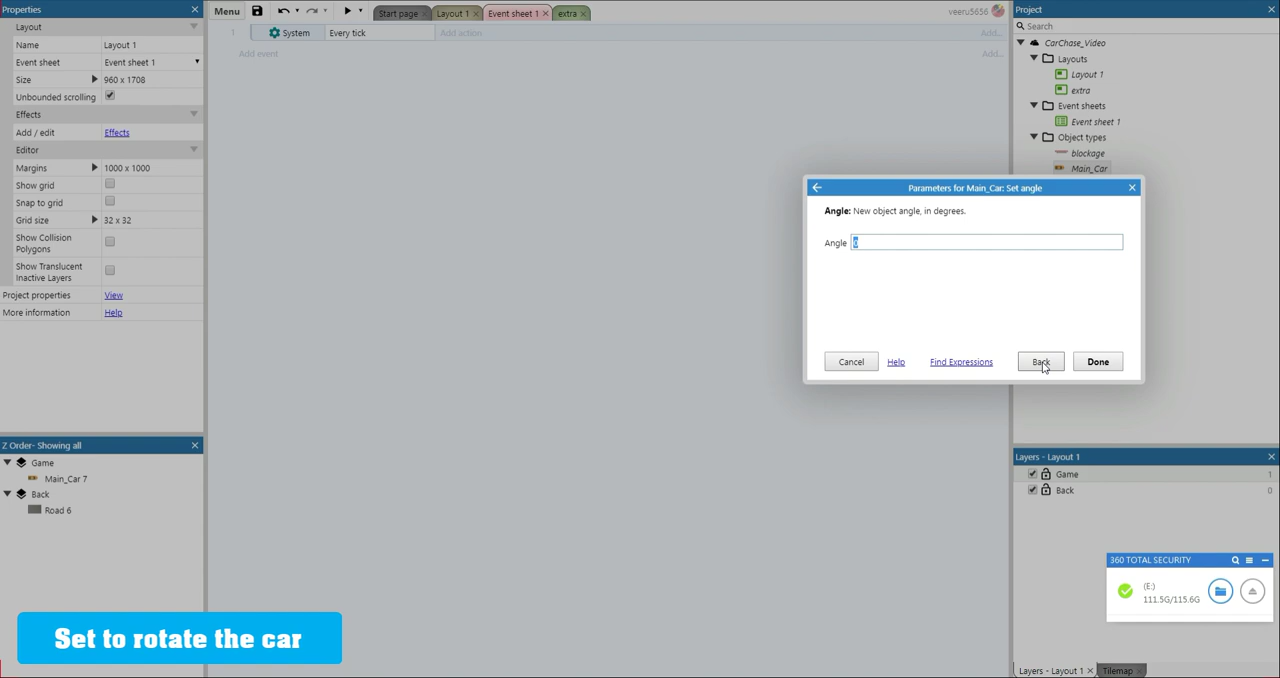 Properties
Layout
Name Layout 1
Event sheet Event sheet 1
Size 960 x 1708
Unbounded scrolling
Effects
Add / edit Effects
Editor
Margins 1000 x 1000
Show grid
Snap to grid
Grid size 32 x 32
Show Collision
Polygons
Show Translucent
Inactive Layers
Project properties View
More information Help
Z Order- Showing all
Game
Main_Car 7
Back
Road 6
Menu
Start page
Layout 1
Event sheet 1
extra
veeru5656
1 System Every tick Add action Add...
Add event Add...
Parameters for Main_Car: Set angle
Angle: New object angle, in degrees.
Angle 0
Cancel Help Find Expressions Back Done
Project
Search
CarChase_Video
Layouts
Layout 1
extra
Event sheets
Event sheet 1
Object types
blockage
Main_Car
Layers - Layout 1
Game 1
Back 0
360 TOTAL SECURITY
(E:)
111.5G/115.6G
Layers - Layout 1
Tilemap
Set to rotate the car